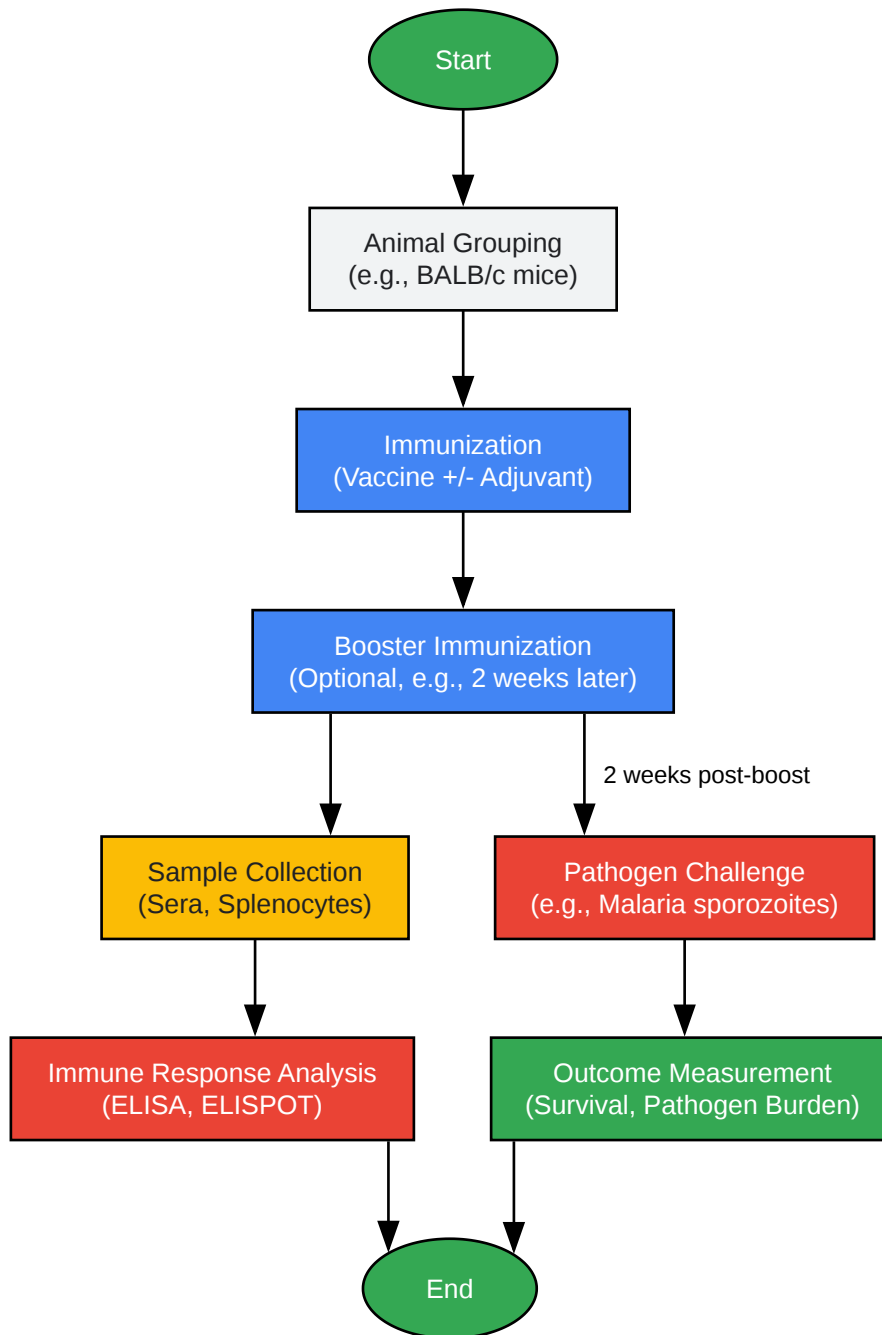 Start
Animal Grouping
(e.g., BALB/c mice)
Immunization
(Vaccine +/- Adjuvant)
Booster Immunization
(Optional, e.g., 2 weeks later)
2 weeks post-boost
Sample Collection
(Sera, Splenocytes)
Pathogen Challenge
(e.g., Malaria sporozoites)
Immune Response Analysis
(ELISA, ELISPOT)
Outcome Measurement
(Survival, Pathogen Burden)
End